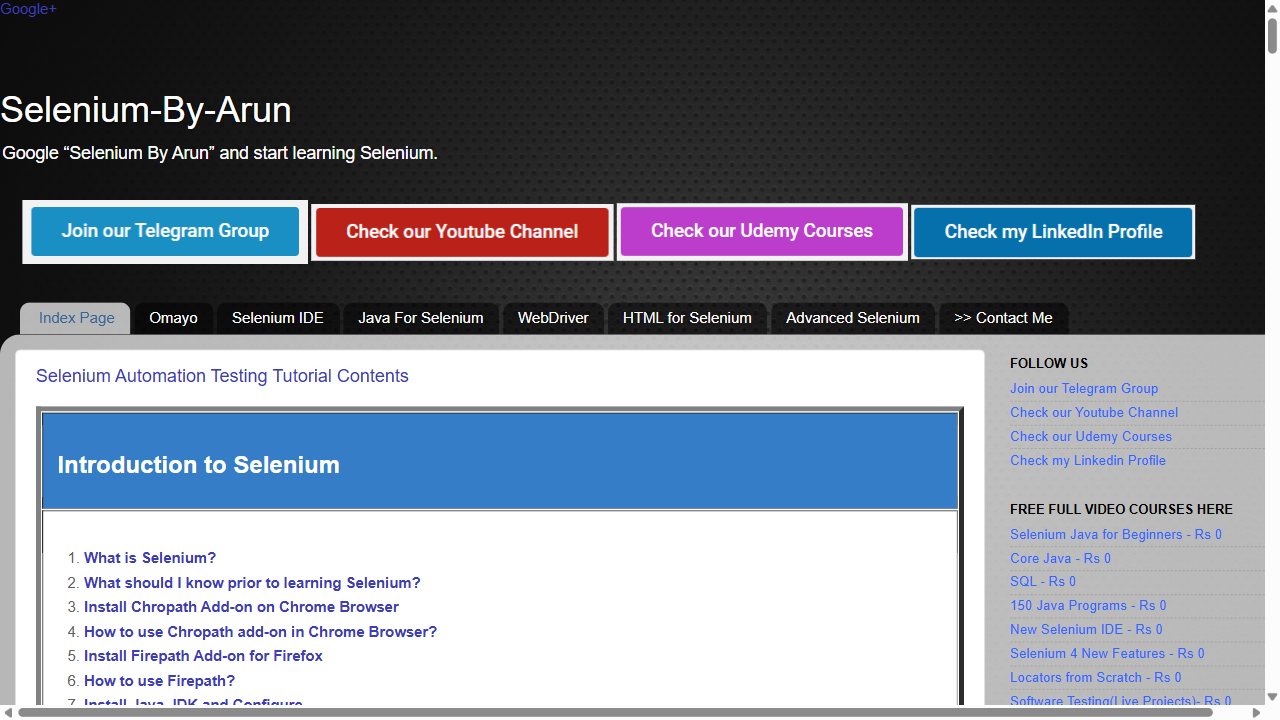 Google+
Selenium-By-Arun
Google “Selenium By Arun” and start learning Selenium.
Join our Telegram Group
Check our Youtube Channel
Check our Udemy Courses
Check my LinkedIn Profile
Index Page
Omayo
Selenium IDE
Java For Selenium
WebDriver
HTML for Selenium
Advanced Selenium
>> Contact Me
Selenium Automation Testing Tutorial Contents
Introduction to Selenium
1. What is Selenium?
2. What should I know prior to learning Selenium?
3. Install Chropath Add-on on Chrome Browser
4. How to use Chropath add-on in Chrome Browser?
5. Install Firepath Add-on for Firefox
6. How to use Firepath?
7. Install Java, JDK and Configure
FOLLOW US
Join our Telegram Group
Check our Youtube Channel
Check our Udemy Courses
Check my Linkedin Profile
FREE FULL VIDEO COURSES HERE
Selenium Java for Beginners - Rs 0
Core Java - Rs 0
SQL - Rs 0
150 Java Programs - Rs 0
New Selenium IDE - Rs 0
Selenium 4 New Features - Rs 0
Locators from Scratch - Rs 0
Software Testing(Live Projects)- Rs 0